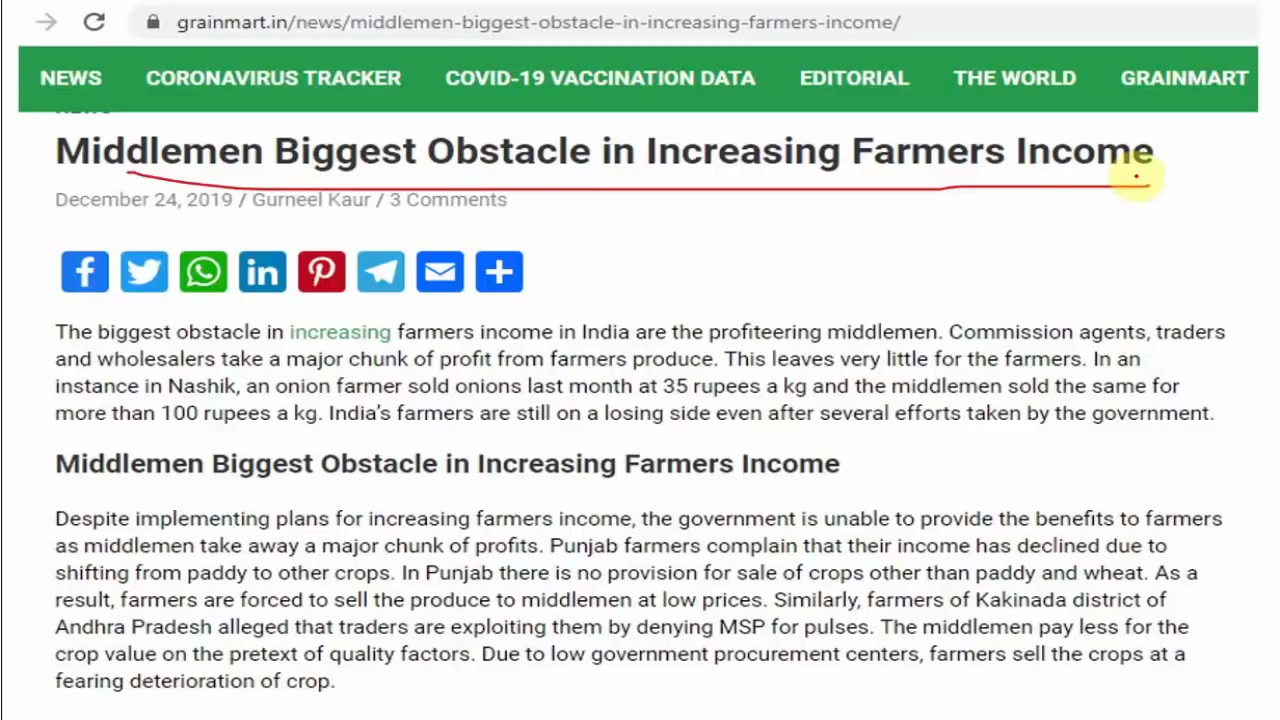 grainmart.in/news/middlemen-biggest-obstacle-in-increasing-farmers-income/
NEWS CORONAVIRUS TRACKER COVID-19 VACCINATION DATA EDITORIAL THE WORLD GRAINMART
NEWS
Middlemen Biggest Obstacle in Increasing Farmers Income
December 24, 2019 / Gurneel Kaur / 3 Comments
The biggest obstacle in increasing farmers income in India are the profiteering middlemen. Commission agents, traders
and wholesalers take a major chunk of profit from farmers produce. This leaves very little for the farmers. In an
instance in Nashik, an onion farmer sold onions last month at 35 rupees a kg and the middlemen sold the same for
more than 100 rupees a kg. India's farmers are still on a losing side even after several efforts taken by the government.
Middlemen Biggest Obstacle in Increasing Farmers Income
Despite implementing plans for increasing farmers income, the government is unable to provide the benefits to farmers
as middlemen take away a major chunk of profits. Punjab farmers complain that their income has declined due to
shifting from paddy to other crops. In Punjab there is no provision for sale of crops other than paddy and wheat. As a
result, farmers are forced to sell the produce to middlemen at low prices. Similarly, farmers of Kakinada district of
Andhra Pradesh alleged that traders are exploiting them by denying MSP for pulses. The middlemen pay less for the
crop value on the pretext of quality factors. Due to low government procurement centers, farmers sell the crops at a
fearing deterioration of crop.